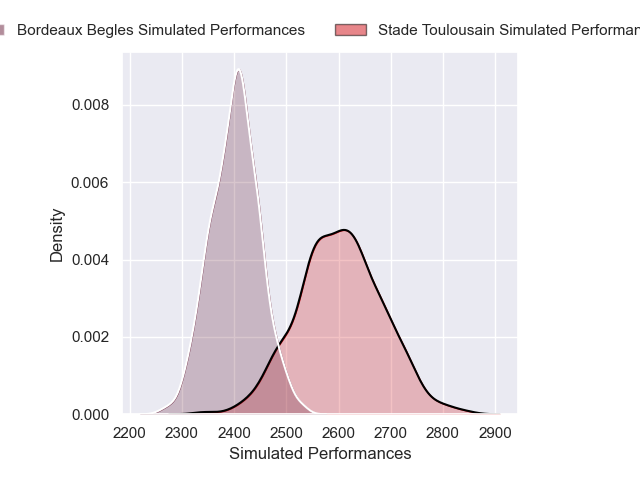 Bordeaux Begles Simulated Performances
Stade Toulousain Simulated
Density
0.008
0.006
0.004
0.002
0.000
2200 2300 2400 2500 2600 2700 2800 2900
Simulated Performances